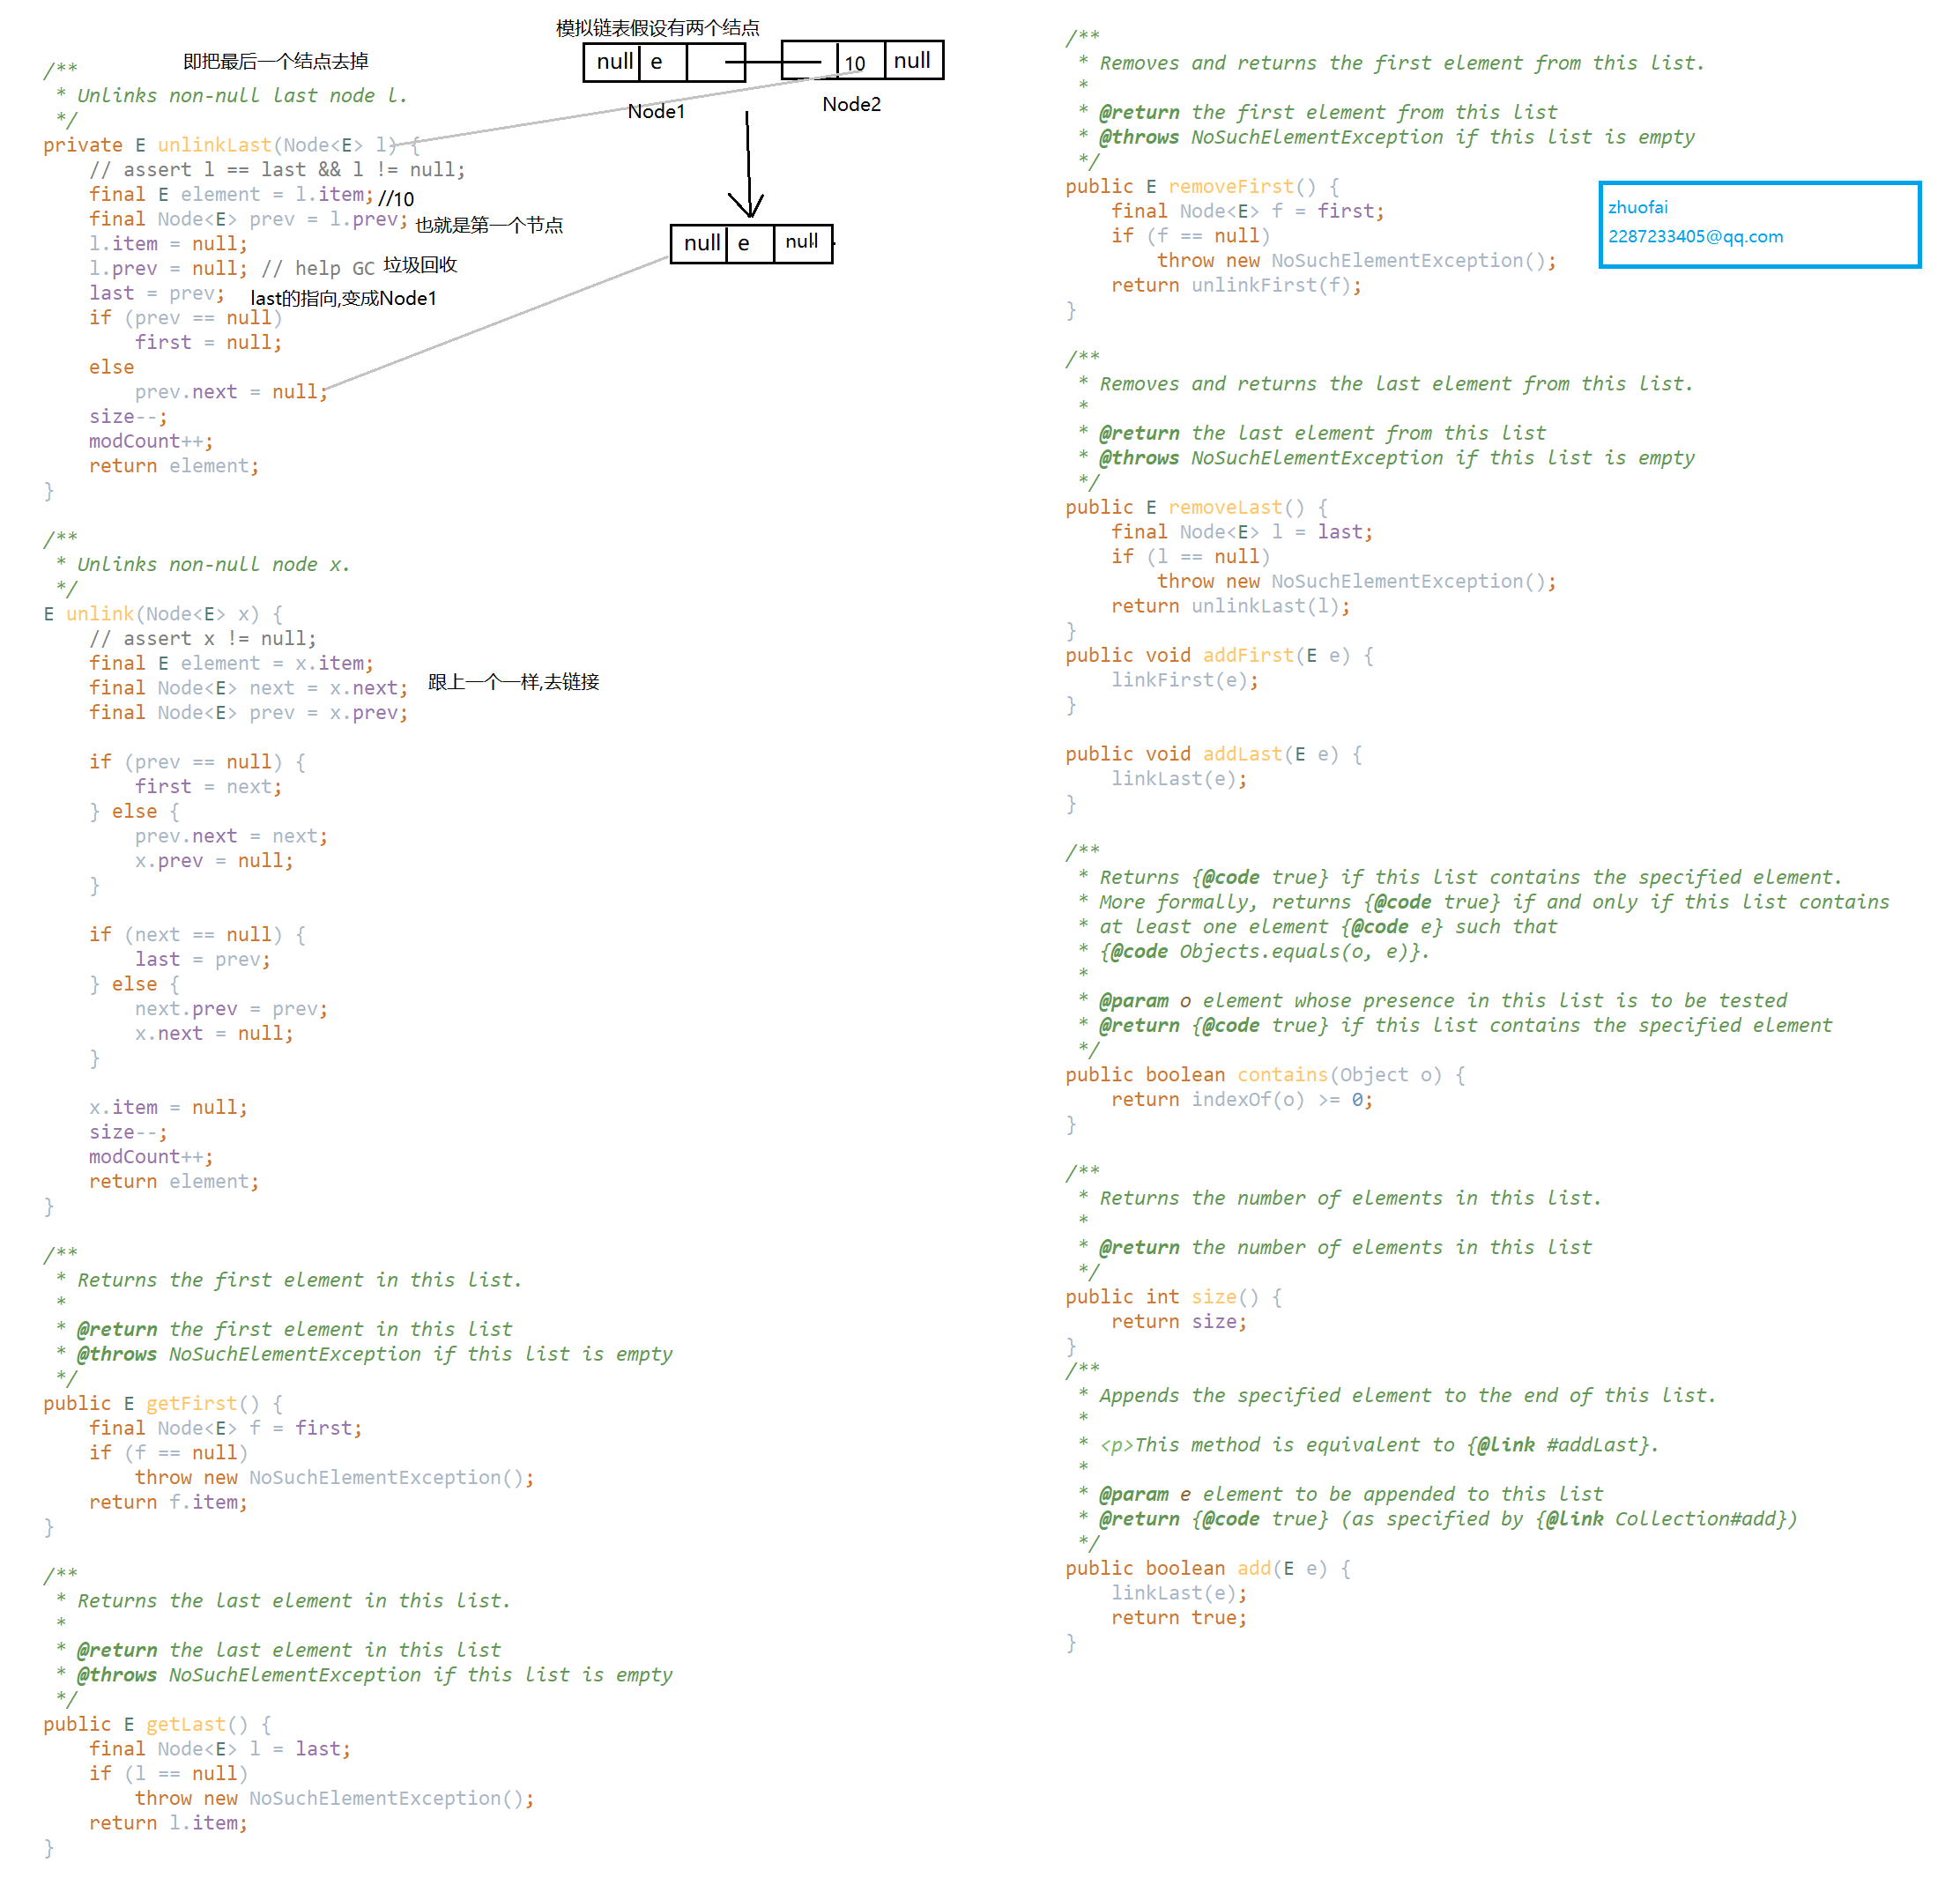 即把最后一个结点去掉
/**
 * Unlinks non-null last node l.
 */
private E unlinkLast(Node<E> l) {
    // assert l == last && l != null;
    final E element = l.item; //10
    final Node<E> prev = l.prev; 也就是第一个节点
    l.item = null;
    l.prev = null; // help GC 垃圾回收
    last = prev; last的指向,变成Node1
    if (prev == null)
        first = null;
    else
        prev.next = null;
    size--;
    modCount++;
    return element;
}
模拟链表假设有两个结点
null e 10 null
Node1 Node2
null e null
/**
 * Unlinks non-null node x.
 */
E unlink(Node<E> x) {
    // assert x != null;
    final E element = x.item;
    final Node<E> next = x.next; 跟上一个一样,去链接
    final Node<E> prev = x.prev;
    if (prev == null) {
        first = next;
    } else {
        prev.next = next;
        x.prev = null;
    }
    if (next == null) {
        last = prev;
    } else {
        next.prev = prev;
        x.next = null;
    }
    x.item = null;
    size--;
    modCount++;
    return element;
}
/**
 * Returns the first element in this list.
 *
 * @return the first element in this list
 * @throws NoSuchElementException if this list is empty
 */
public E getFirst() {
    final Node<E> f = first;
    if (f == null)
        throw new NoSuchElementException();
    return f.item;
}
/**
 * Returns the last element in this list.
 *
 * @return the last element in this list
 * @throws NoSuchElementException if this list is empty
 */
public E getLast() {
    final Node<E> l = last;
    if (l == null)
        throw new NoSuchElementException();
    return l.item;
}
/**
 * Removes and returns the first element from this list.
 *
 * @return the first element from this list
 * @throws NoSuchElementException if this list is empty
 */
public E removeFirst() {
    final Node<E> f = first;
    if (f == null)
        throw new NoSuchElementException();
    return unlinkFirst(f);
}
zhuofai
2287233405@qq.com
/**
 * Removes and returns the last element from this list.
 *
 * @return the last element from this list
 * @throws NoSuchElementException if this list is empty
 */
public E removeLast() {
    final Node<E> l = last;
    if (l == null)
        throw new NoSuchElementException();
    return unlinkLast(l);
}
public void addFirst(E e) {
    linkFirst(e);
}
public void addLast(E e) {
    linkLast(e);
}
/**
 * Returns {@code true} if this list contains the specified element.
 * More formally, returns {@code true} if and only if this list contains
 * at least one element {@code e} such that
 * {@code Objects.equals(o, e)}.
 *
 * @param o element whose presence in this list is to be tested
 * @return {@code true} if this list contains the specified element
 */
public boolean contains(Object o) {
    return indexOf(o) >= 0;
}
/**
 * Returns the number of elements in this list.
 *
 * @return the number of elements in this list
 */
public int size() {
    return size;
}
/**
 * Appends the specified element to the end of this list.
 *
 * <p>This method is equivalent to {@link #addLast}.
 *
 * @param e element to be appended to this list
 * @return {@code true} (as specified by {@link Collection#add})
 */
public boolean add(E e) {
    linkLast(e);
    return true;
}